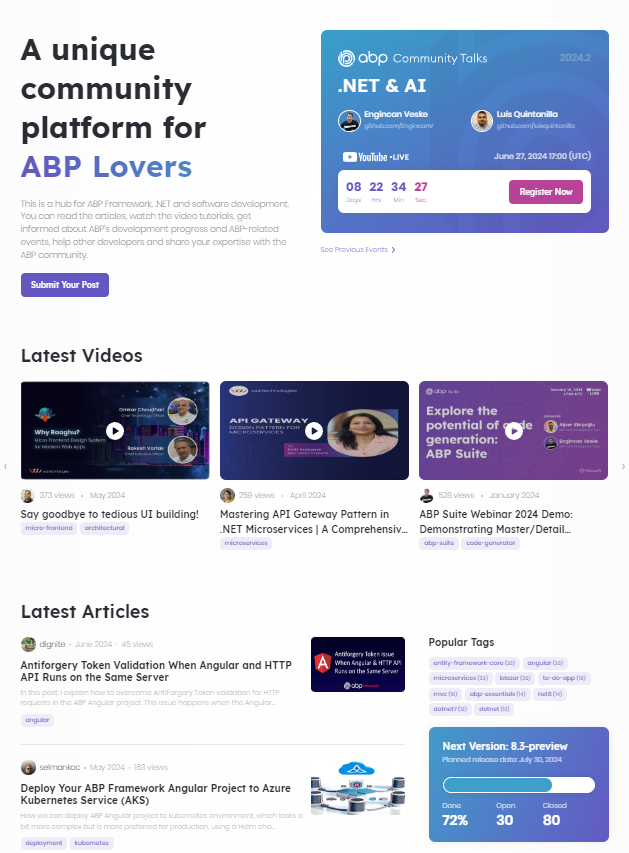 A unique
community
platform for
ABP Lovers
This is a hub for ABP Framework, .NET and software development.
You can read the articles, watch the video tutorials, get
informed about ABP's development progress and ABP-related
events, help other developers and share your expertise with the
ABP community.
Submit Your Post
abp Community Talks
2024.2
.NET & AI
Engincan Veske
github.com/EngincanV
Luis Quintanilla
github.com/luisquintanilla
YouTube • LIVE
June 27, 2024 17:00 (UTC)
08 22 34 27
Days Hrs Min Sec
Register Now
See Previous Events
Latest Videos
Omkar Choudhari
Chief Technology Officer
Why Raaghu?
Micro Frontend Design System
Rakesh Vartak
373 views • May 2024
Say goodbye to tedious UI building!
micro-frontend architectural
API GATEWAY
DESIGN PATTERN FOR
MICROSERVICES
259 views • April 2024
Mastering API Gateway Pattern in
.NET Microservices | A Comprehensiv...
microservices
abp
Explore the
potential of code
generation:
ABP Suite
Alper Ebiçoğlu
Engincan Veske
528 views • January 2024
ABP Suite Webinar 2024 Demo:
Demonstrating Master/Detail...
abp-suite code-generator
Latest Articles
dignite • June 2024 • 45 views
Antiforgery Token Validation When Angular and HTTP
API Runs on the Same Server
In this post, I explain how to overcome AntiForgery Token validation for HTTP
requests in the ABP Angular project. This issue happens when the Angular...
angular
Antiforgery Token Issue
When Angular & HTTP API
Runs on the Same Server
abp
selmankoc • May 2024 • 163 views
Deploy Your ABP Framework Angular Project to Azure
Kubernetes Service (AKS)
How we can deploy ABP Angular project to kubernetes environment, which looks a
bit more complex but is more preferred for production, using a Helm cha...
deployment kubernetes
Popular Tags
entity-framework-core (32) angular (23)
microservices (23) blazor (20) to-do-app (18)
mvc (16) abp-essentials (14) net8 (14)
dotnet7 (13) dotnet (13)
Next Version: 8.3-preview
Planned release date: July 30, 2024
Done Open Closed
72% 30 80